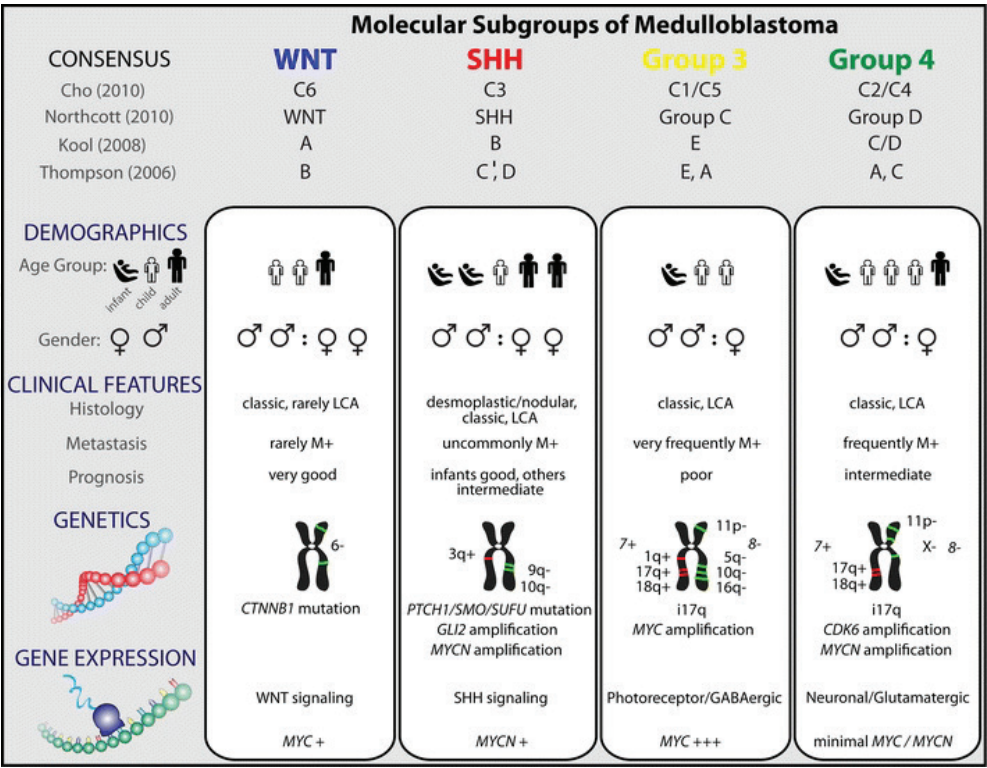 Molecular Subgroups of Medulloblastoma
CONSENSUS WNT SHH Group 3 Group 4
Cho (2010) C6 C3 C1/C5 C2/C4
Northcott (2010) WNT SHH Group C Group D
Kool (2008) A B E C/D
Thompson (2006) B C', D E, A A, C
DEMOGRAPHICS
Age Group:
infant child adult
Gender: ♀ ♂ ♂ ♂ : ♀ ♀ ♂ ♂ : ♀ ♀ ♂ ♂ : ♀ ♂ ♂ : ♀
CLINICAL FEATURES
Histology classic, rarely LCA desmoplastic/nodular, classic, LCA classic, LCA
classic, LCA
Metastasis rarely M+ uncommonly M+ very frequently M+ frequently M+
Prognosis very good infants good, others poor intermediate
intermediate
GENETICS
6-
CTNNB1 mutation
3q+
9q-
10q-
PTCH1/SMO/SUFU mutation
GLI2 amplification
MYCN amplification
11p-
7+ 8-
1q+ 5q-
17q+ 10q-
18q+ 16q-
i17q
MYC amplification
11p-
7+ X- 8-
17q+
18q+
i17q
CDK6 amplification
MYCN amplification
GENE EXPRESSION
WNT signaling SHH signaling Photoreceptor/GABAergic Neuronal/Glutamatergic
MYC + MYCN + MYC +++ minimal MYC / MYCN